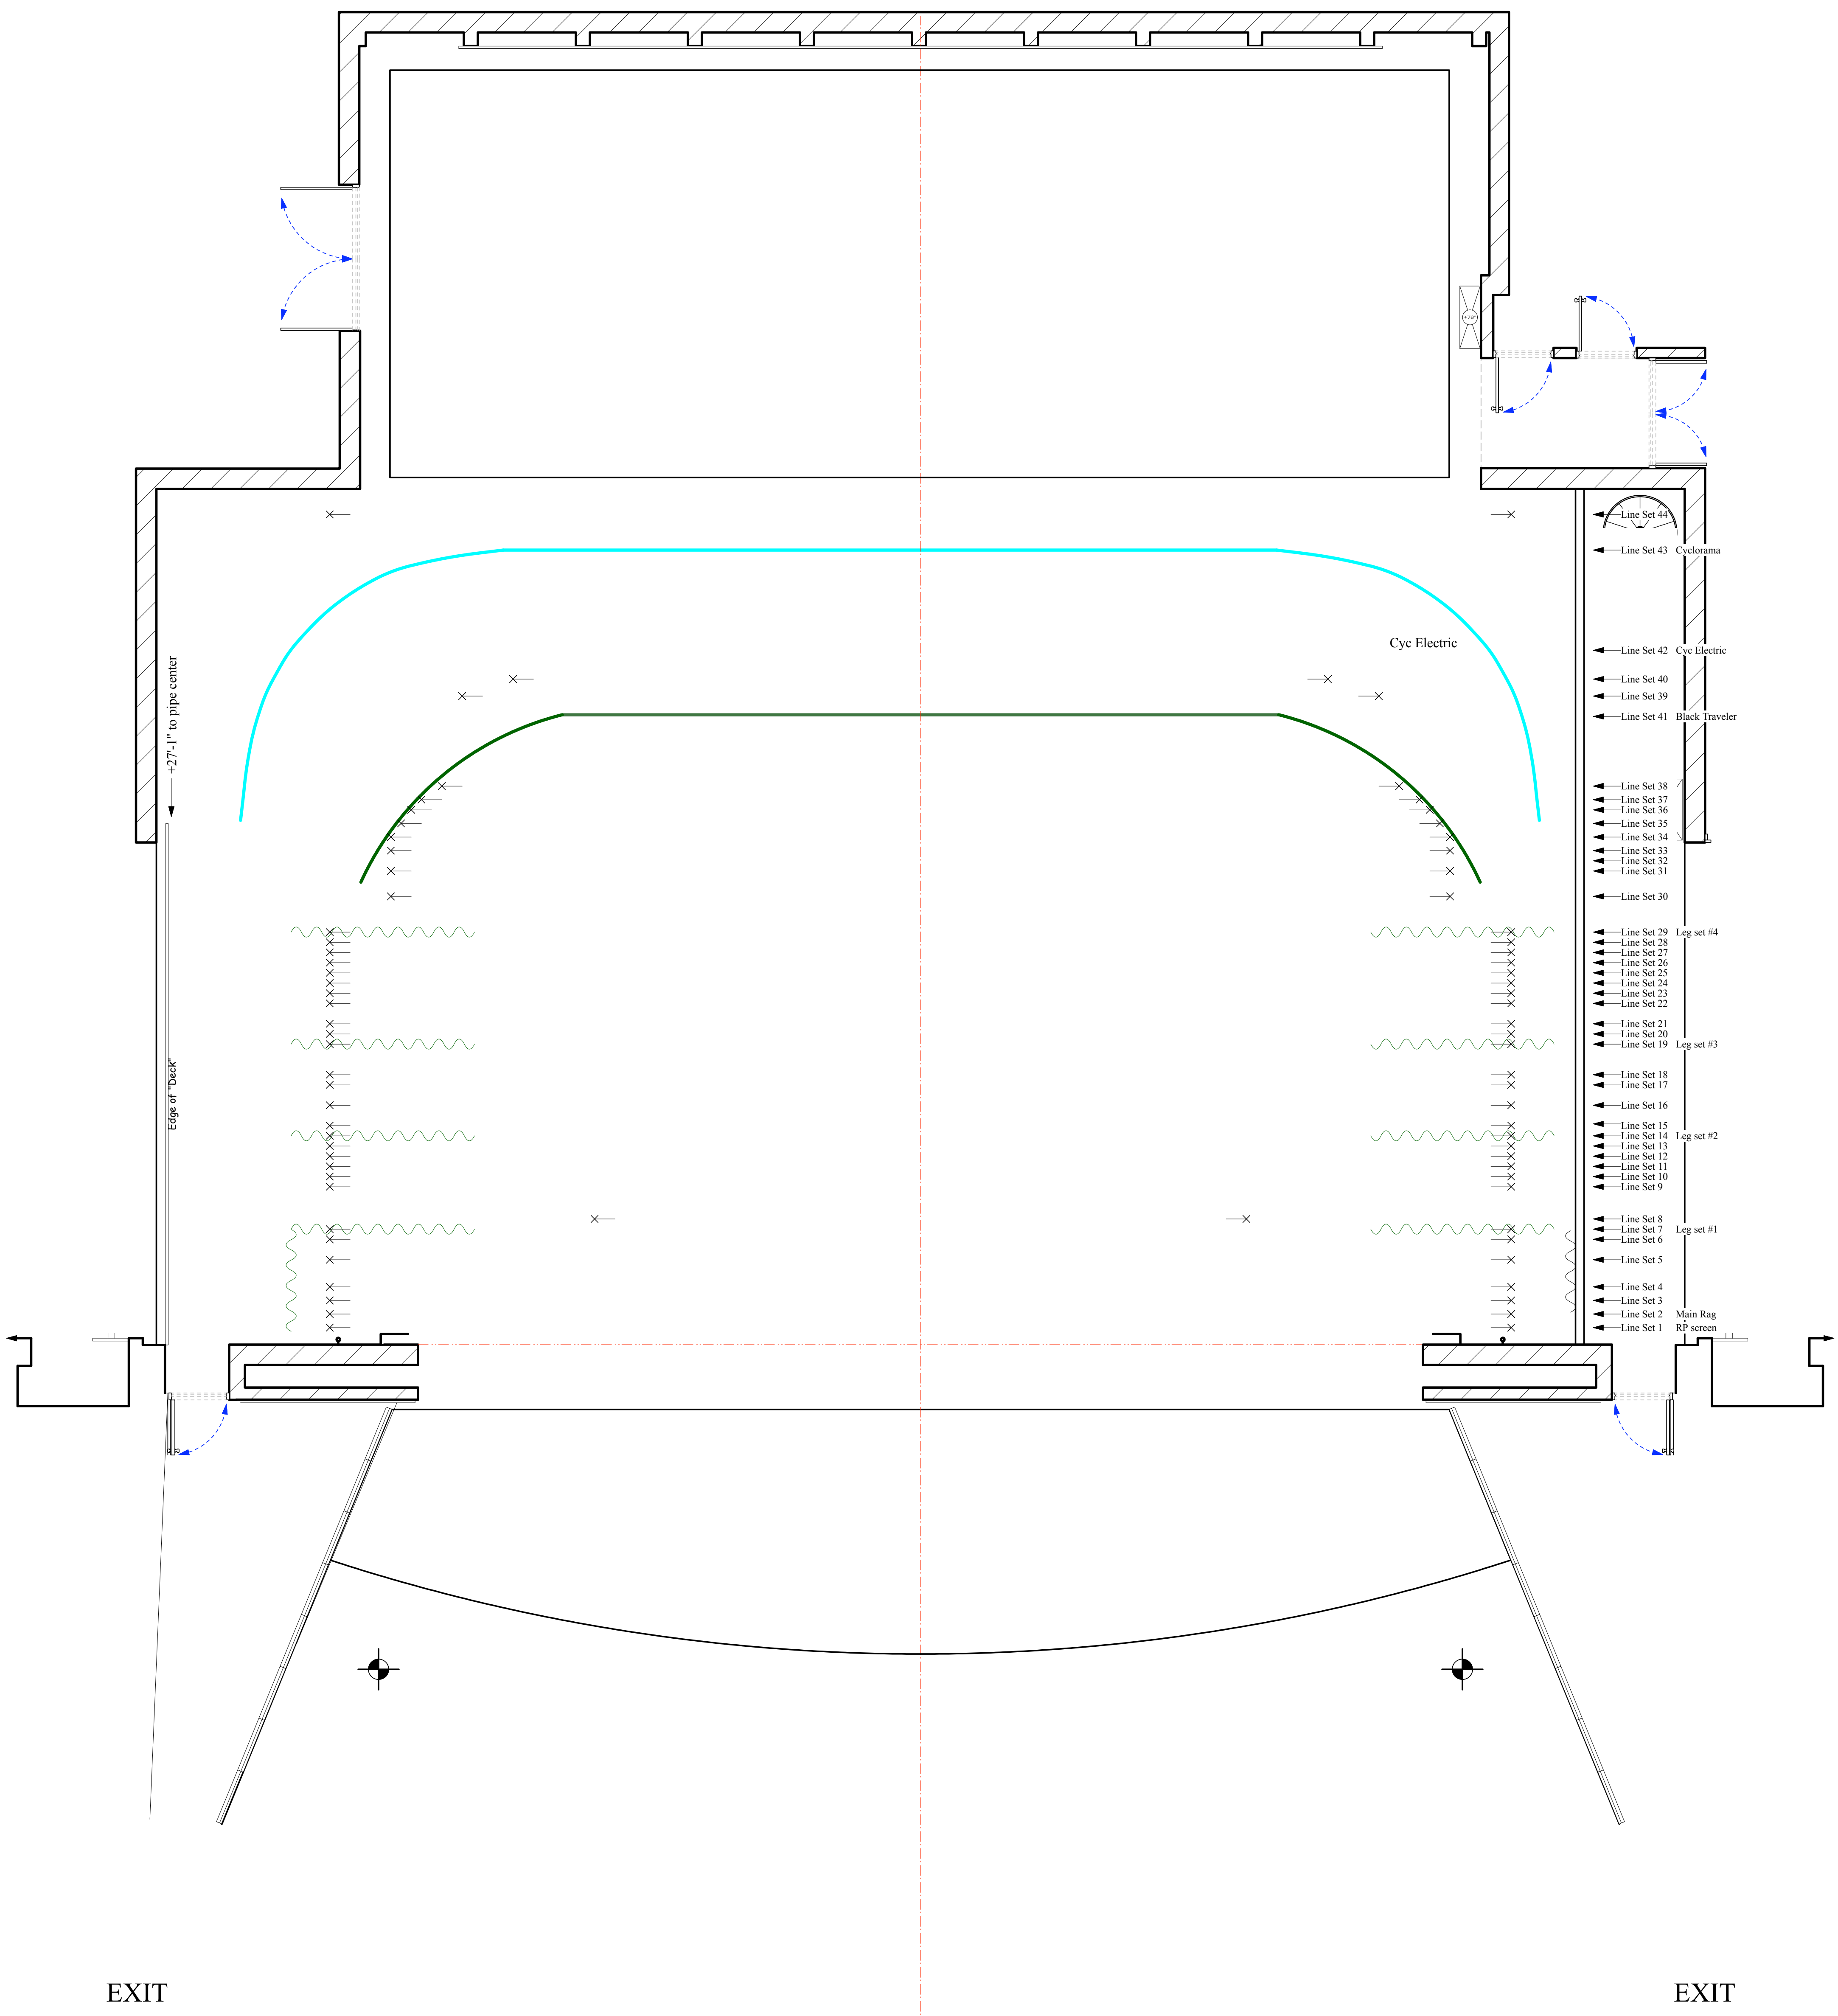 +7'0"
Line Set 44
Line Set 43 Cyclorama
Cyc Electric
Line Set 42 Cyc Electric
Line Set 40
Line Set 39
Line Set 41 Black Traveler
+27'-1" to pipe center
Line Set 38
Line Set 37
Line Set 36
Line Set 35
Line Set 34
Line Set 33
Line Set 32
Line Set 31
Line Set 30
Line Set 29 Leg set #4
Line Set 28
Line Set 27
Line Set 26
Line Set 25
Line Set 24
Line Set 23
Line Set 22
Line Set 21
Line Set 20
Line Set 19 Leg set #3
Edge of "Deck"
Line Set 18
Line Set 17
Line Set 16
Line Set 15
Line Set 14 Leg set #2
Line Set 13
Line Set 12
Line Set 11
Line Set 10
Line Set 9
Line Set 8
Line Set 7 Leg set #1
Line Set 6
Line Set 5
Line Set 4
Line Set 3
Line Set 2 Main Rag
Line Set 1 RP screen
EXIT
EXIT